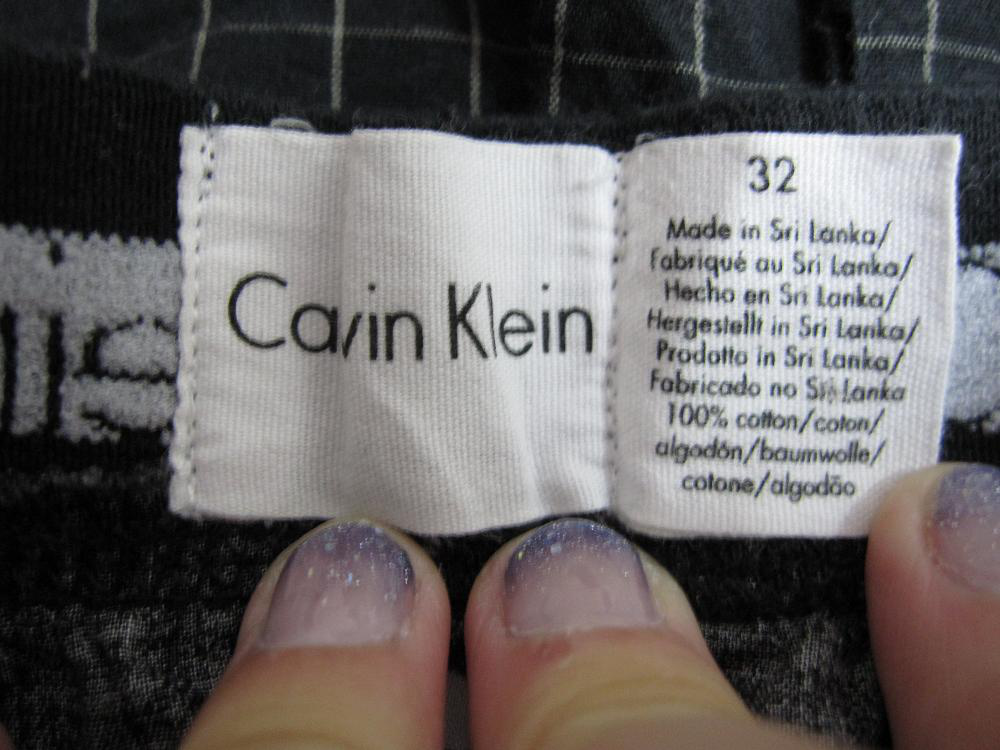 Calvin Klein
32
Made in Sri Lanka/
Fabriqué au Sri Lanka/
Hecho en Sri Lanka/
Hergestellt in Sri Lanka/
Prodotto in Sri Lanka/
Fabricado no Sri Lanka
100% cotton/coton/
algodón/baumwolle/
cotone/algodão